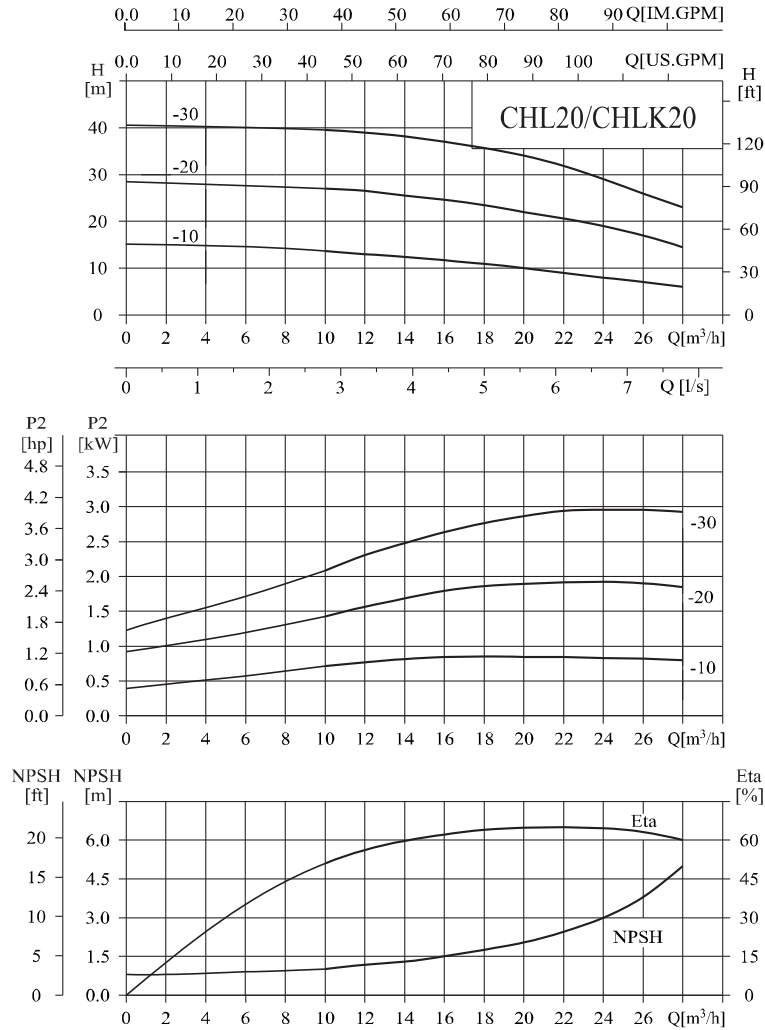 0.0 10 20 30 40 50 60 70 80 90 Q[IM.GPM]
0.0 10 20 30 40 50 60 70 80 90 100 Q[US.GPM]
H
[m]
H
[ft]
CHL20/CHLK20
-30
-20
-10
40
30
20
10
0
120
90
60
30
0
0 2 4 6 8 10 12 14 16 18 20 22 24 26 Q[m³/h]
0 1 2 3 4 5 6 7 Q [l/s]
P2
[hp]
P2
[kW]
4.8
4.2
3.6
3.0
2.4
1.8
1.2
0.6
0.0
3.5
3.0
2.5
2.0
1.5
1.0
0.5
0.0
-30
-20
-10
0 2 4 6 8 10 12 14 16 18 20 22 24 26 Q[m³/h]
NPSH
[ft]
NPSH
[m]
Eta
[%]
20
15
10
5
0
6.0
4.5
3.0
1.5
0.0
Eta
NPSH
60
45
30
15
0
0 2 4 6 8 10 12 14 16 18 20 22 24 26 Q[m³/h]